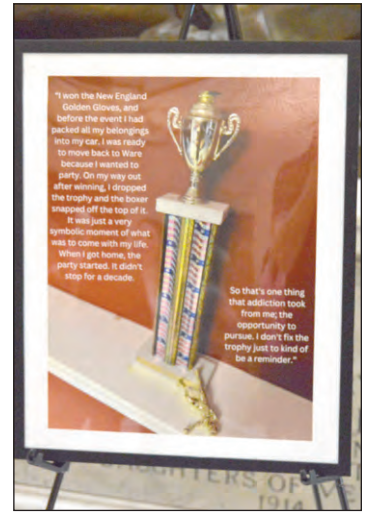 "I won the New England
Golden Gloves, and
before the event I had
packed all my belongings
into my car. I was ready
to move back to Ware
because I wanted to
party. On my way out
after winning, I dropped
the trophy and the boxer
snapped off the top of it.
It was just a very
symbolic moment of what
was to come with my life.
When I got home, the
party started. It didn't
stop for a decade.
So that's one thing
that addiction took
from me; the
opportunity to
pursue. I don't fix the
trophy just to kind of
be a reminder."
DAUGHTERS OF
1914